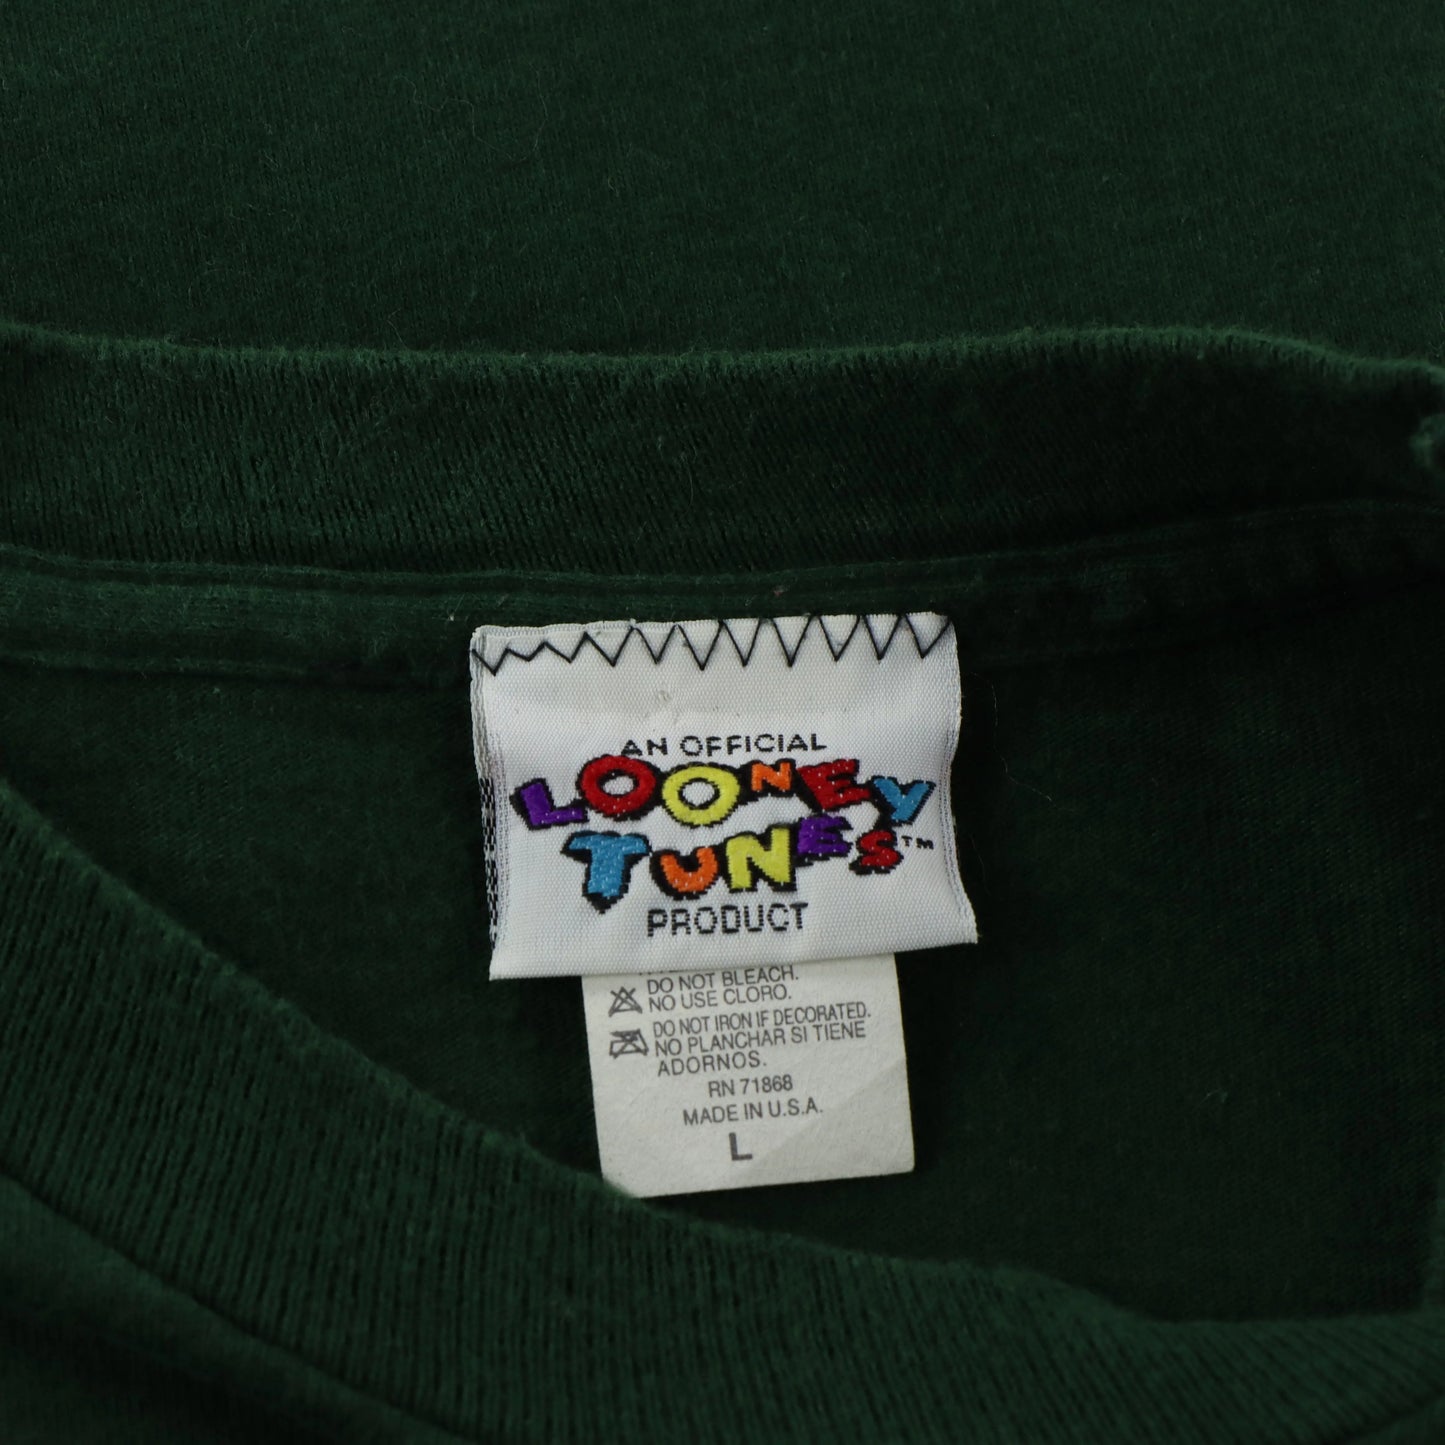 AN OFFICIAL
LOONEY
TUNES™
PRODUCT
DO NOT BLEACH.
NO USE CLORO.
DO NOT IRON IF DECORATED.
NO PLANCHAR SI TIENE
ADORNOS.
RN 71868
MADE IN U.S.A.
L